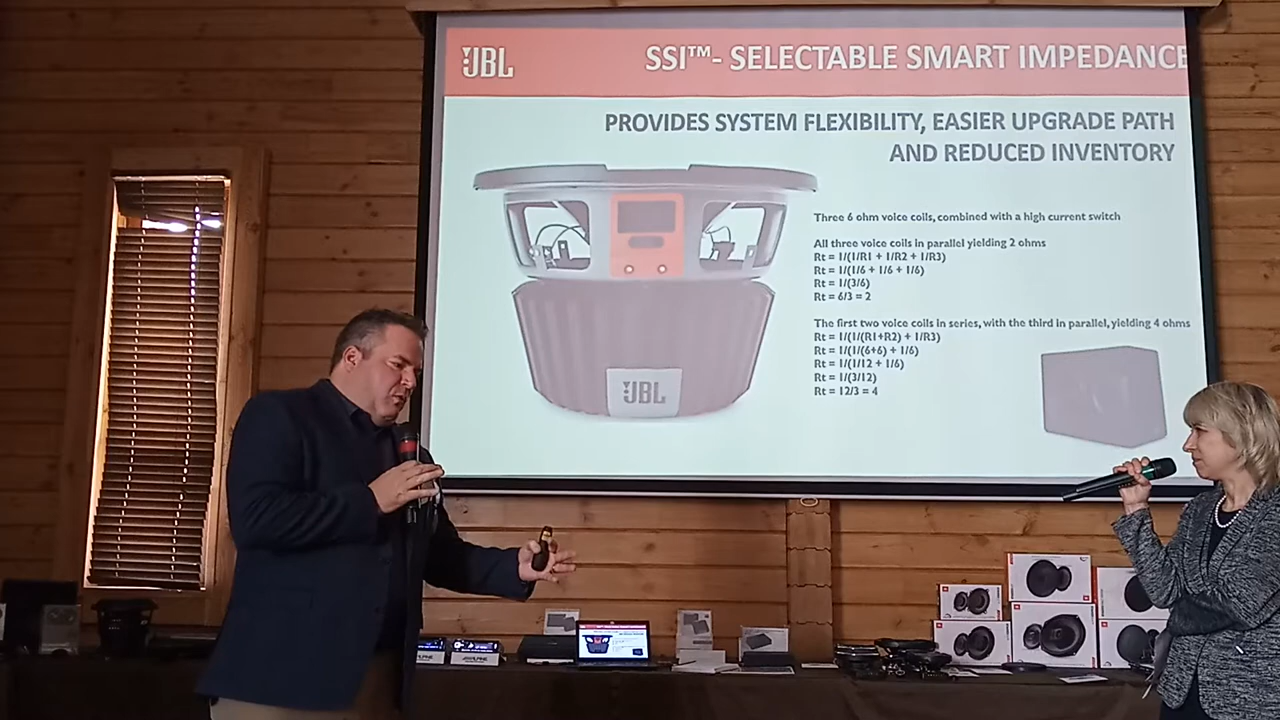 JBL
SSI™- SELECTABLE SMART IMPEDANCE
PROVIDES SYSTEM FLEXIBILITY, EASIER UPGRADE PATH
AND REDUCED INVENTORY
Three 6 ohm voice coils, combined with a high current switch
All three voice coils in parallel yielding 2 ohms
Rt = 1/(1/R1 + 1/R2 + 1/R3)
Rt = 1/(1/6 + 1/6 + 1/6)
Rt = 1/(3/6)
Rt = 6/3 = 2
The first two voice coils in series, with the third in parallel, yielding 4 ohms
Rt = 1/(1/(R1+R2) + 1/R3)
Rt = 1/(1/(6+6) + 1/6)
Rt = 1/(1/12 + 1/6)
Rt = 1/(3/12)
Rt = 12/3 = 4
JBL